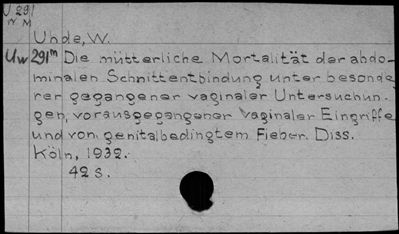 J 291
W M
Uhde, W.
Uw 291m Die mütterliche Mortalität der abdo-
minalen Schnittentbindung unter besonde
rer gegangener vaginaler Untersuchun-
gen, vorausgegangener vaginaler Eingriffe
und von genitalbedingtem Fieber. Diss.
Köln, 1932.
42 S.